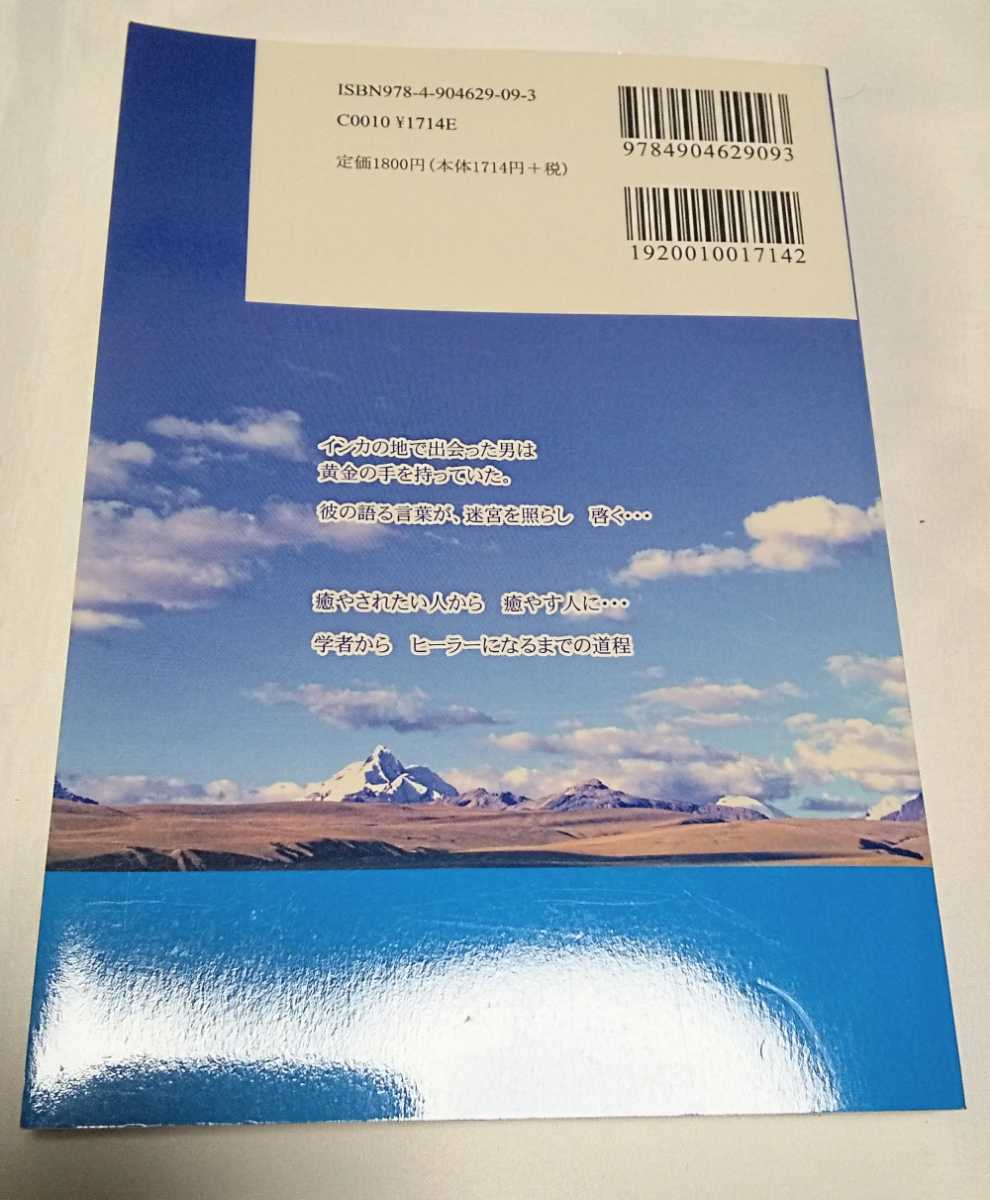 ISBN978-4-904629-09-3
C0010 ¥1714E
定価1800円(本体1714円+税)
9784904629093
1920010017142
インカの地で出会った男は
黄金の手を持っていた。
彼の語る言葉が、迷宮を照らし　啓く・・・
癒やされたい人から　癒やす人に・・・
学者から　ヒーラーになるまでの道程